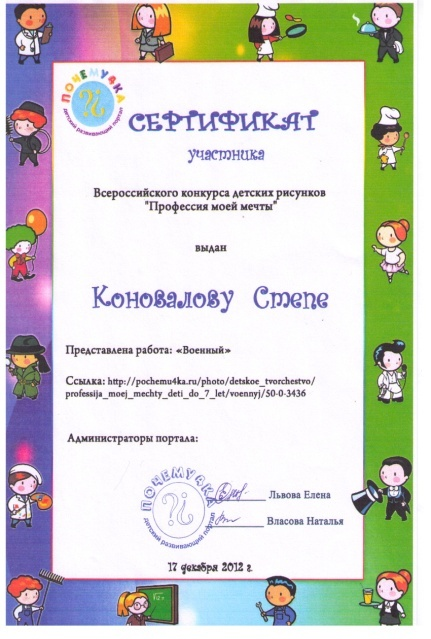 ПОЧЕМУ4КА
детский развивающий портал
СЕРТИФИКАТ
участника
Всероссийского конкурса детских рисунков
"Профессия моей мечты"
выдан
Коновалову Степе
Представлена работа: «Военный»
Ссылка: http://pochemu4ka.ru/photo/detskoe_tvorchestvo/
professija_moej_mechty_deti_do_7_let/voennyj/50-0-3436
Администраторы портала:
ПОЧЕМУ4КА
детский развивающий портал
Львова Елена
Власова Наталья
17 декабря 2012 г.